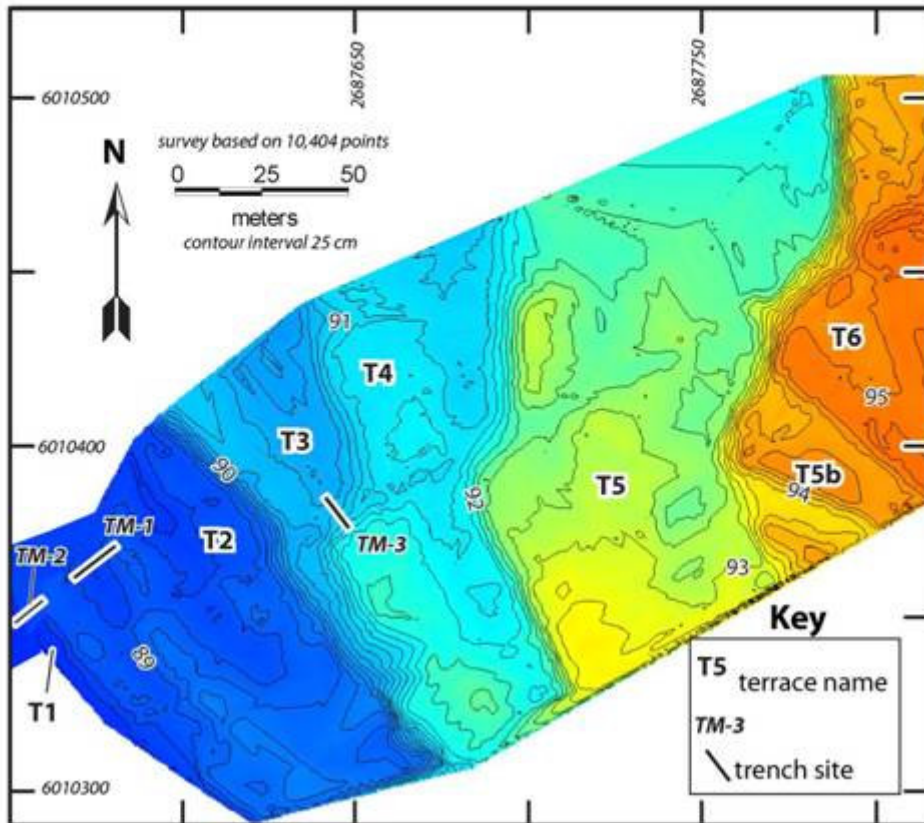 2687650
2687750
6010500
survey based on 10,404 points
N
0 25 50
meters
contour interval 25 cm
91
T6
T4
95
6010400
T3
90
T5b
T5
94
92
TM-1
T2
TM-3
TM-2
93
Key
T5 terrace name
89
T1
TM-3
trench site
6010300